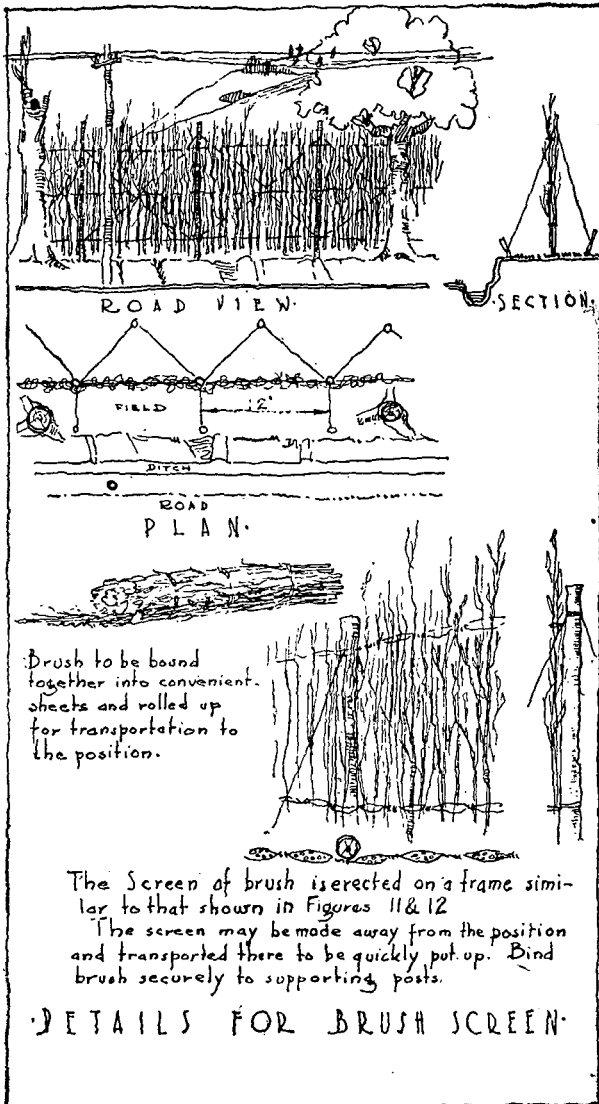 ROAD VIEW.
.SECTION.
FIELD
12'
DITCH
ROAD
PLAN.
Brush to be bound
together into convenient
sheets and rolled up
for transportation to
the position.
The Screen of brush is erected on a frame simi-
lar to that shown in Figures 11 & 12
The screen may be made away from the position
and transported there to be quickly put up. Bind
brush securely to supporting posts.
.DETAILS FOR BRUSH SCREEN.